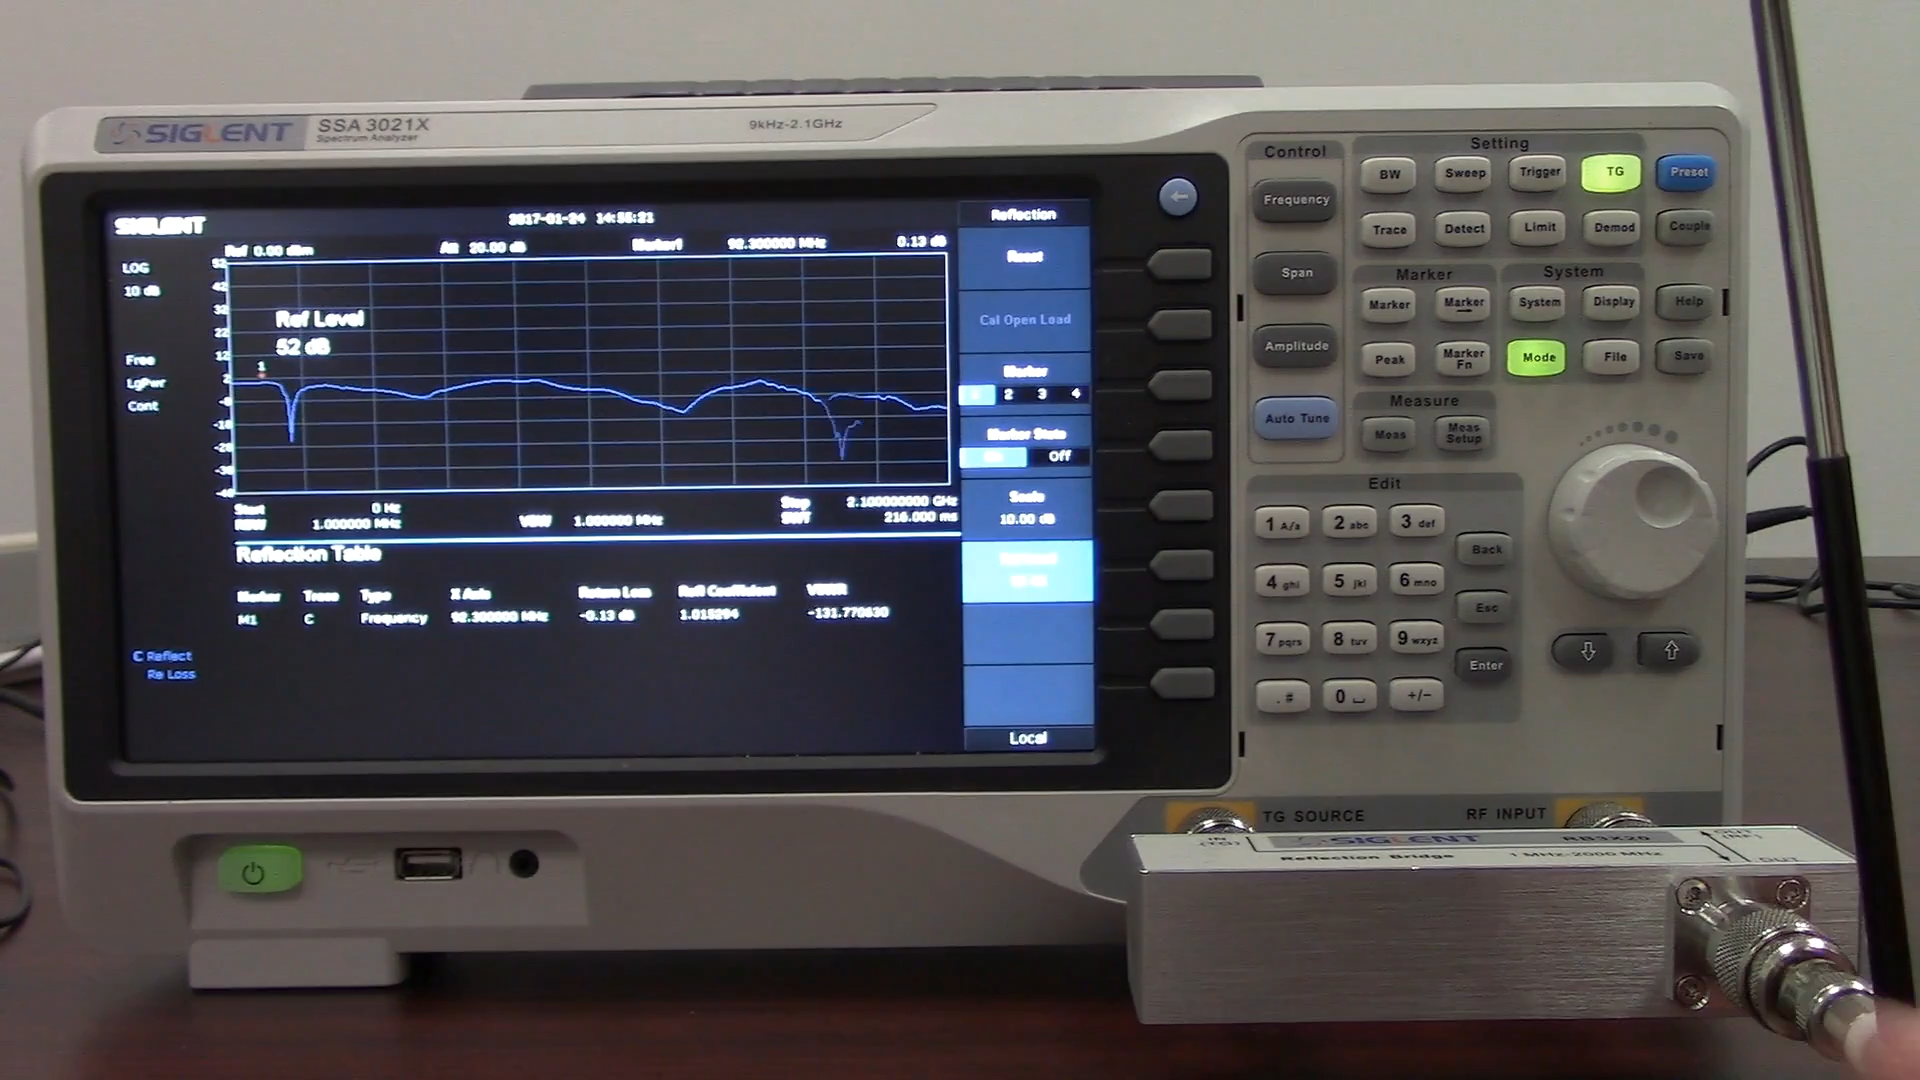 SIGLENT
SSA 3021X
Spectrum Analyzer
9kHz-2.1GHz
SIGLENT
2017-01-24 14:55:21
Ref 0.00 dBm
Att 20.00 dB
Marker1
92.300000 MHz
0.13 dB
LOG
10 dB
Free
LgPwr
Cont
Ref Level
52 dB
1
Start
0 Hz
Stop
2.100000000 GHz
RBW
1.000000 MHz
VBW
1.000000 MHz
SWT
216.000 ms
Reflection Table
Marker Trace Type X Axis Return Loss Refl Coefficient VSWR
M1 C Frequency 92.300000 MHz -0.13 dB 1.015294 -131.770630
C Reflect
Re Loss
Reflection
Reset
Cal Open Load
Marker
2 3 4
Marker State
On Off
Scale
10.00 dB
Local
Control
Frequency
Span
Amplitude
Auto Tune
Setting
BW Sweep Trigger TG Preset
Trace Detect Limit Demod Couple
Marker
System
Marker Marker System Display Help
Peak Marker Fn Mode File Save
Measure
Meas Meas Setup
Edit
1 A/a 2 abc 3 def
4 ghi 5 jkl 6 mno
7 pqrs 8 tuv 9 wxyz
. # 0 +/−
Back
Esc
Enter
TG SOURCE
RF INPUT
IN
(TG)
SIGLENT
RB3X20
Reflection Bridge
1 MHz-2000 MHz
OUT
(RF)
DUT